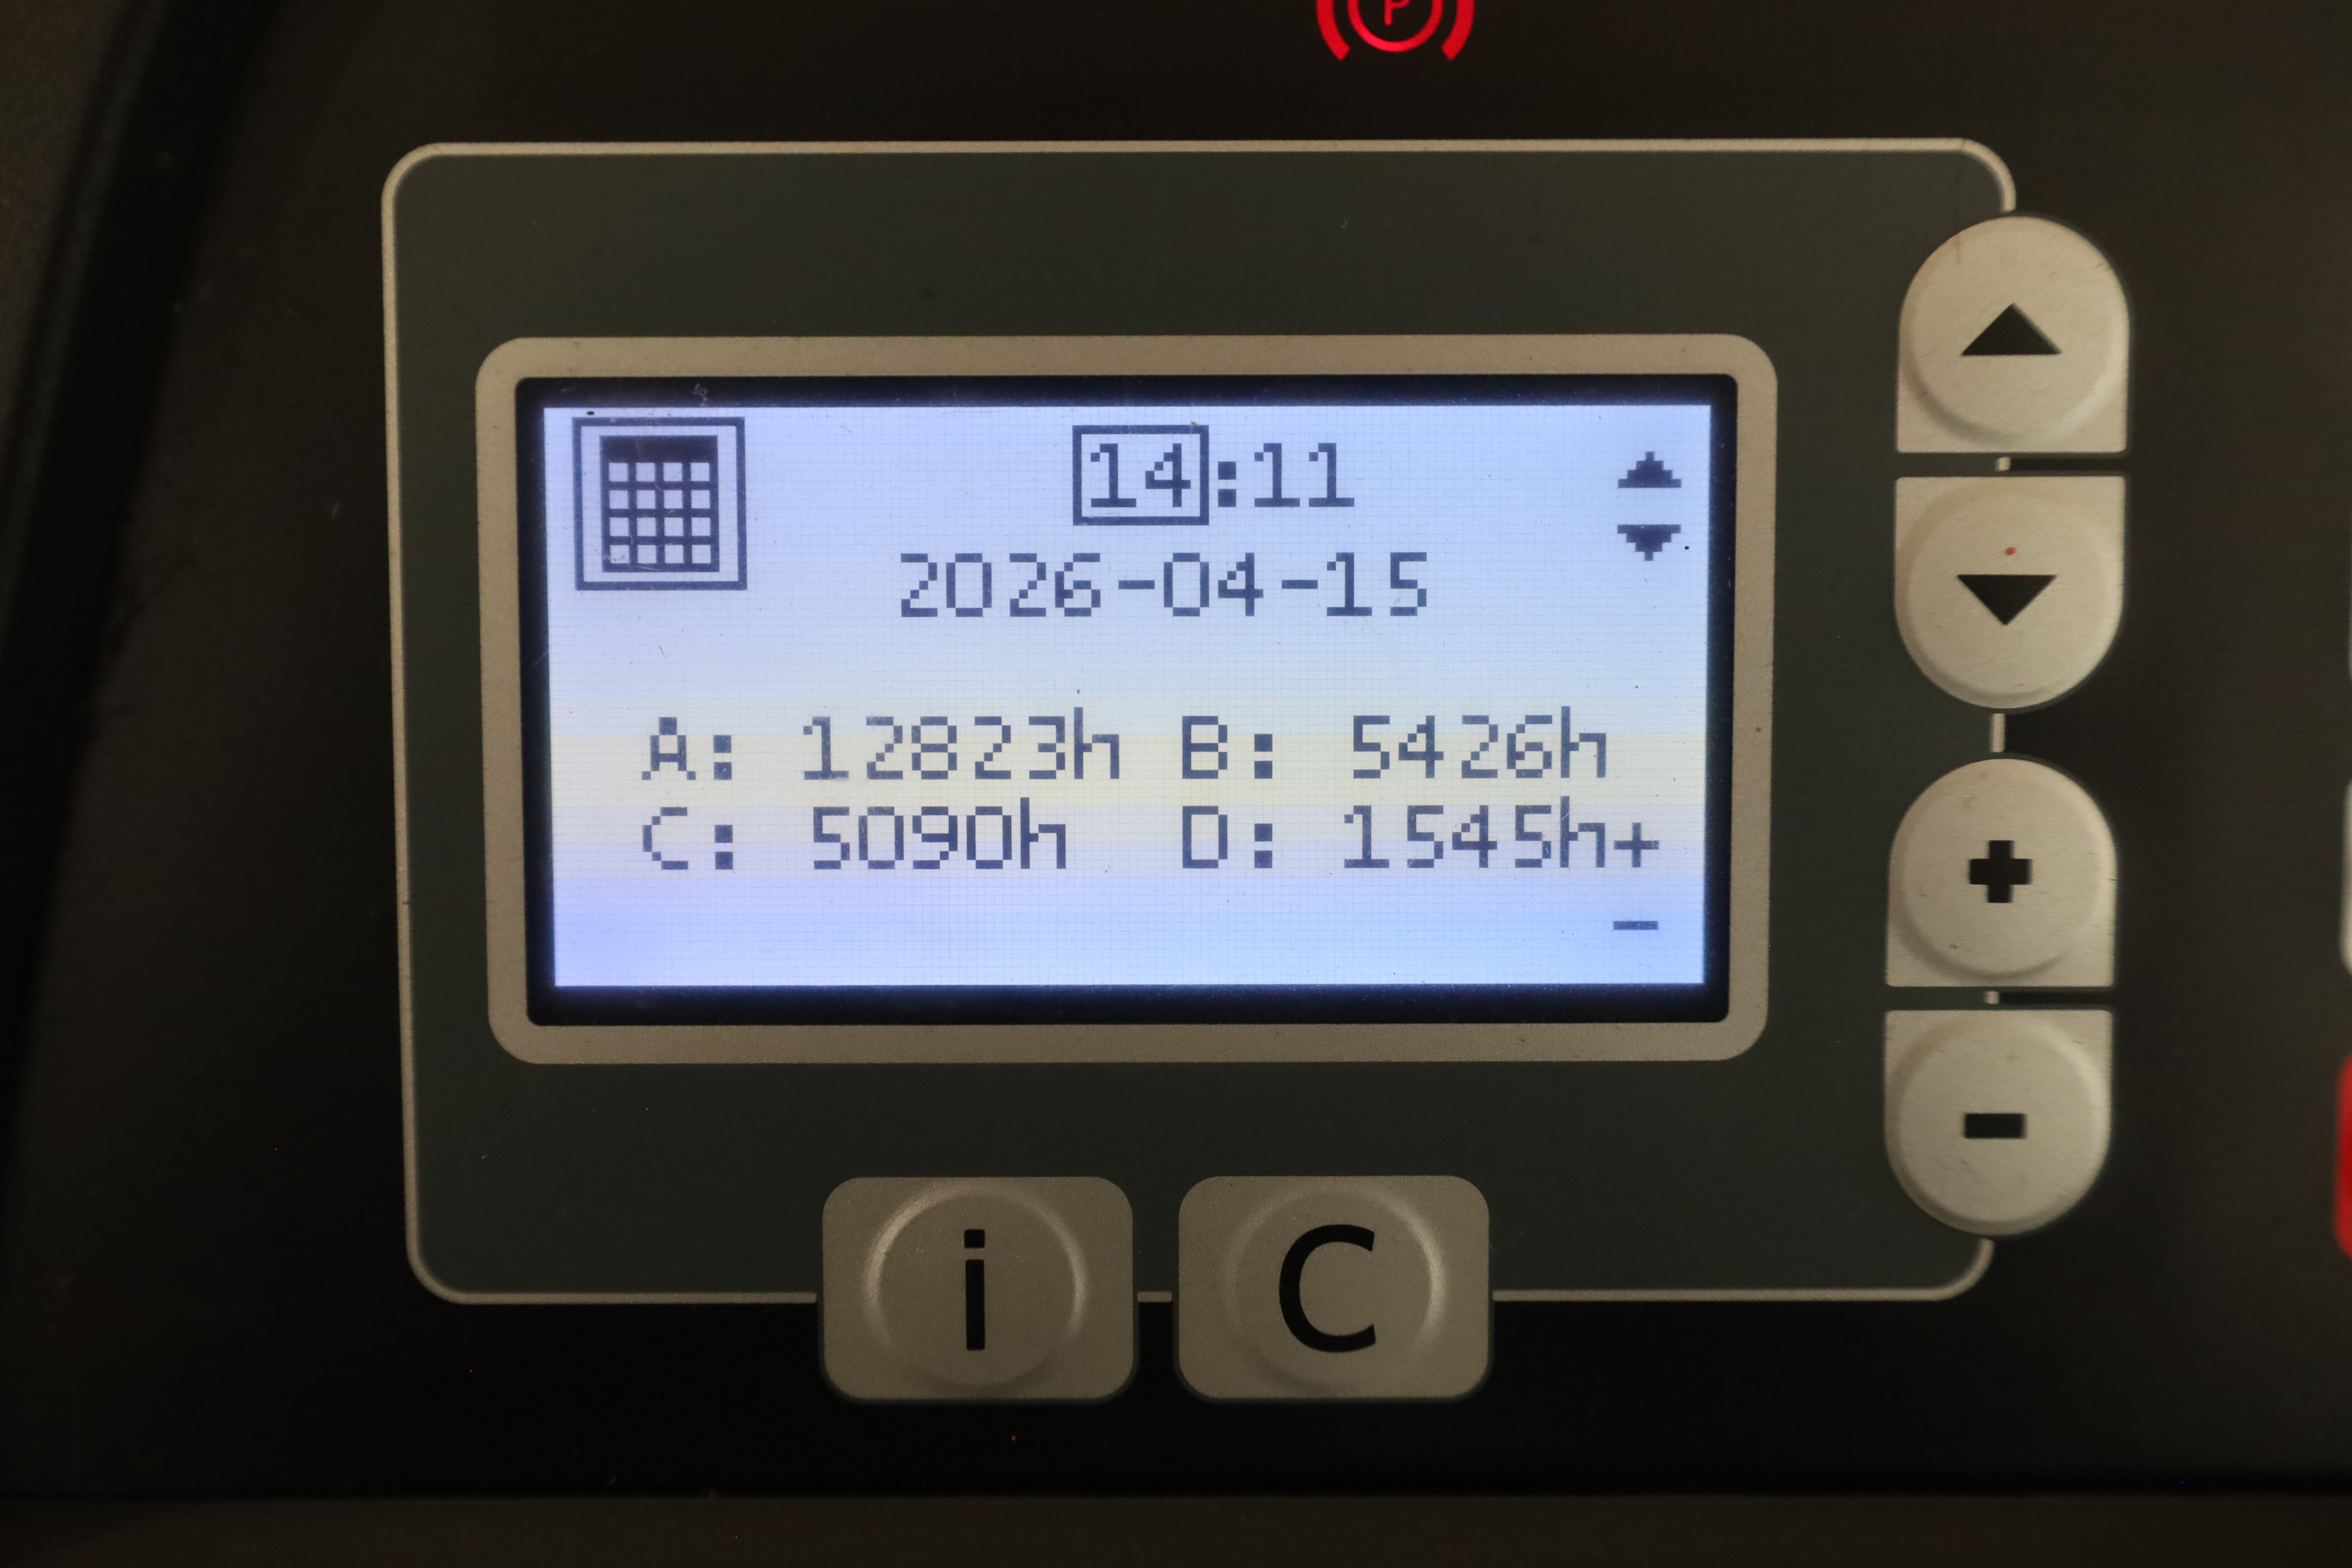 P
14:11
2026-04-15
A: 12823h B: 5426h
C: 5090h D: 1545h+
-
i C